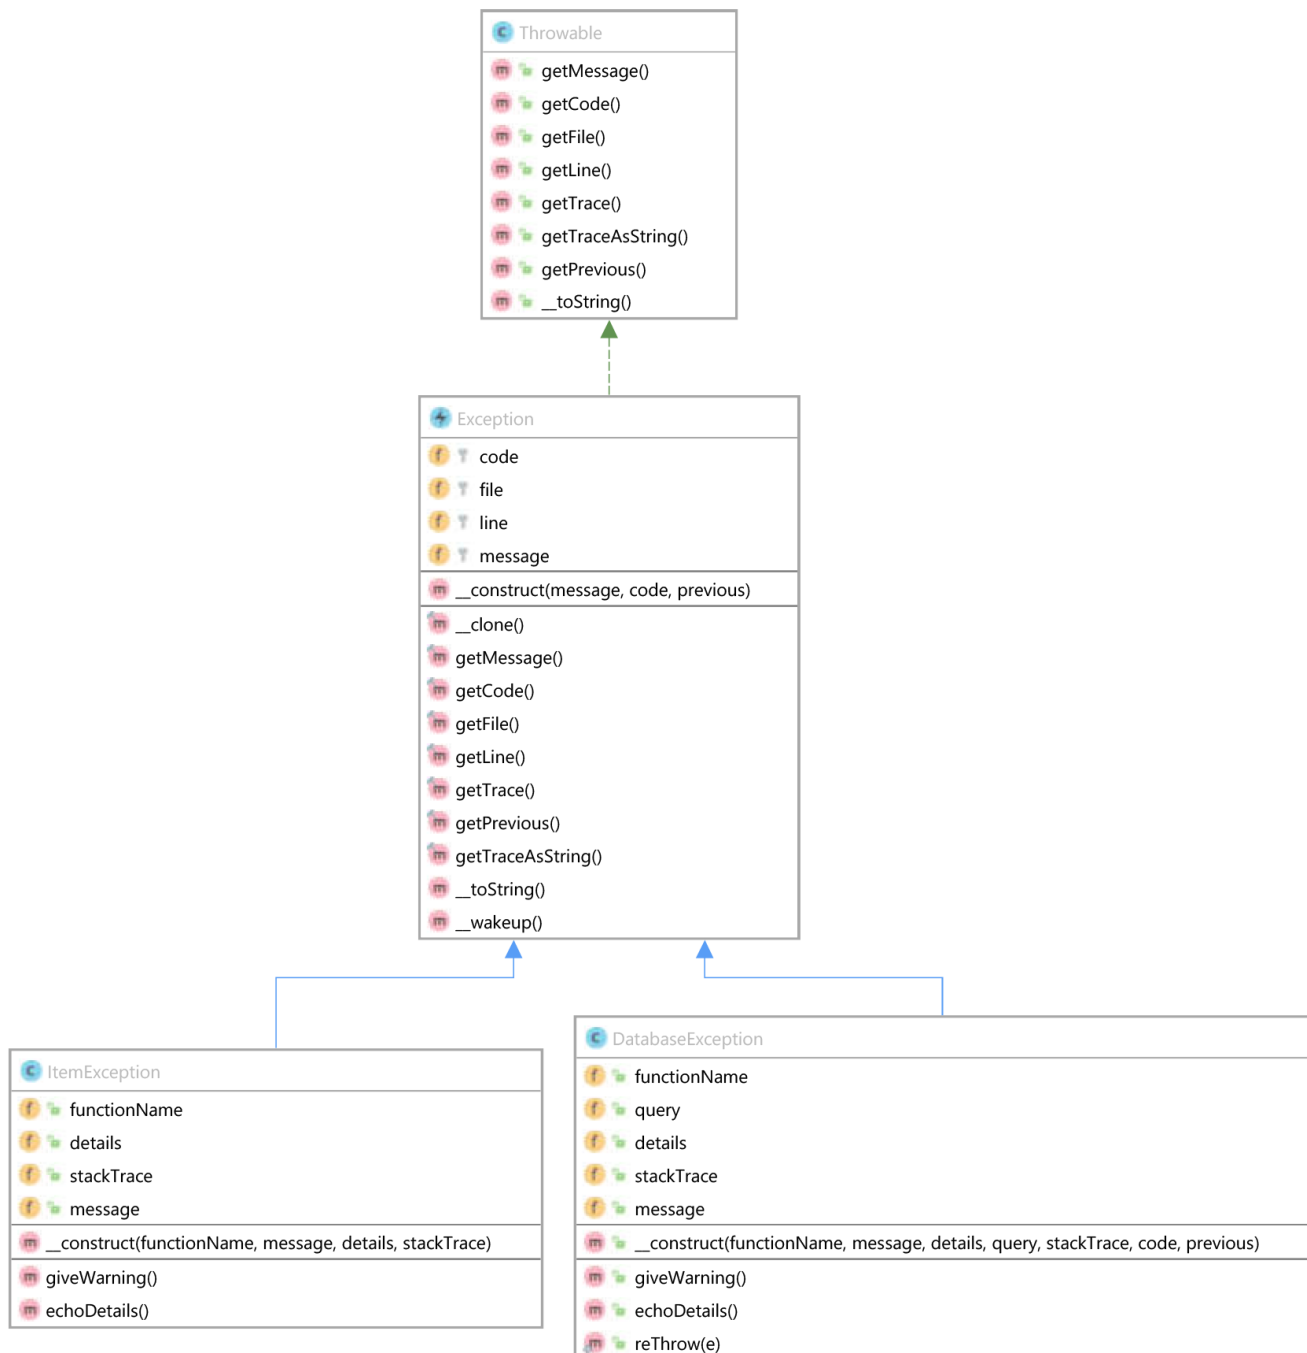 Throwable
getMessage()
getCode()
getFile()
getLine()
getTrace()
getTraceAsString()
getPrevious()
__toString()
Exception
code
file
line
message
__construct(message, code, previous)
__clone()
getMessage()
getCode()
getFile()
getLine()
getTrace()
getPrevious()
getTraceAsString()
__toString()
__wakeup()
ItemException
functionName
details
stackTrace
message
__construct(functionName, message, details, stackTrace)
giveWarning()
echoDetails()
DatabaseException
functionName
query
details
stackTrace
message
__construct(functionName, message, details, query, stackTrace, code, previous)
giveWarning()
echoDetails()
reThrow(e)